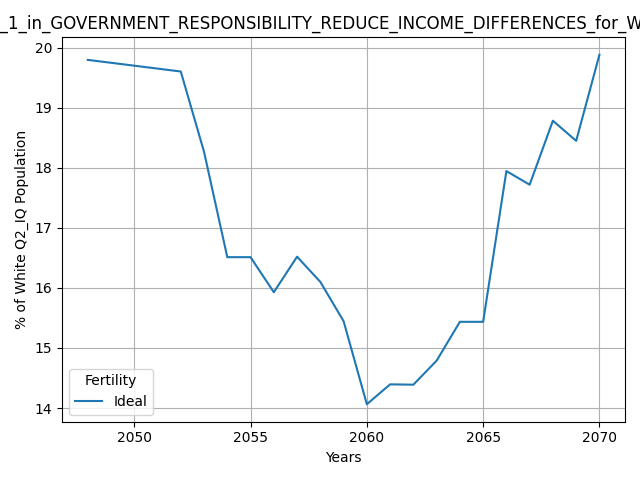 _1_in_GOVERNMENT_RESPONSIBILITY_REDUCE_INCOME_DIFFERENCES_for_W
20
19
18
17
16
15
14
% of White Q2_IQ Population
Fertility
Ideal
2050 2055 2060 2065 2070
Years